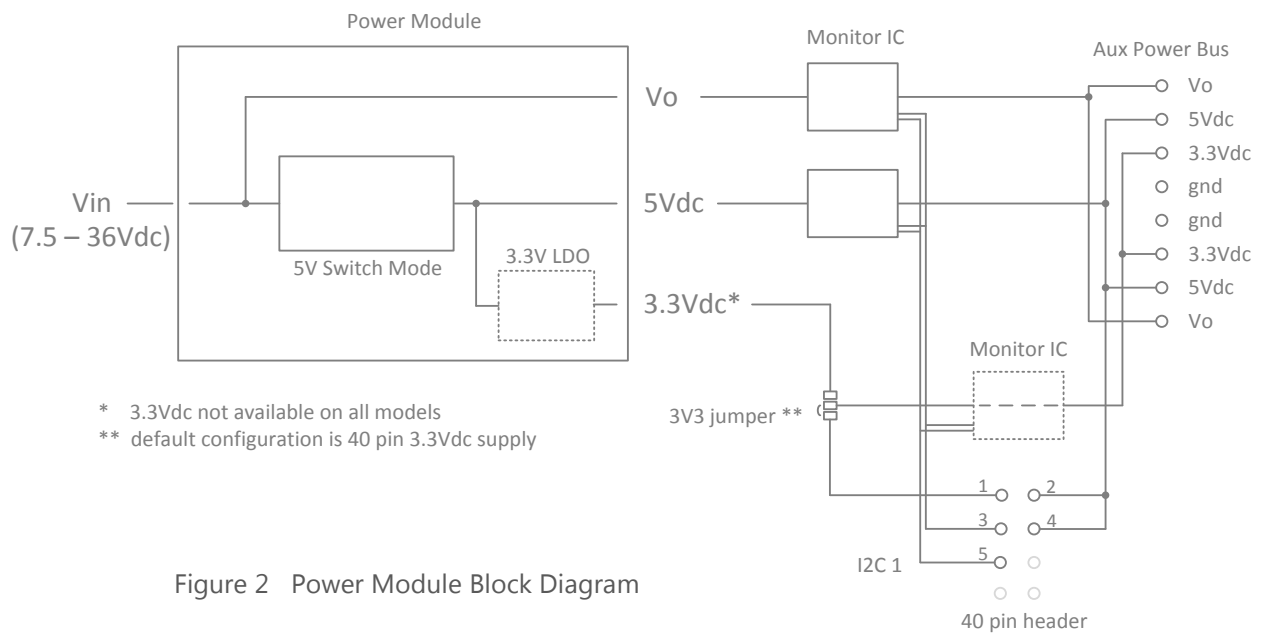 Power Module
Monitor IC
Aux Power Bus
Vo
Vo
5Vdc
3.3Vdc
gnd
gnd
3.3Vdc
5Vdc
Vo
Vin
(7.5 – 36Vdc)
5V Switch Mode
3.3V LDO
5Vdc
3.3Vdc*
Monitor IC
3V3 jumper **
* 3.3Vdc not available on all models
** default configuration is 40 pin 3.3Vdc supply
1 2
3 4
5
I2C 1
40 pin header
Figure 2 Power Module Block Diagram